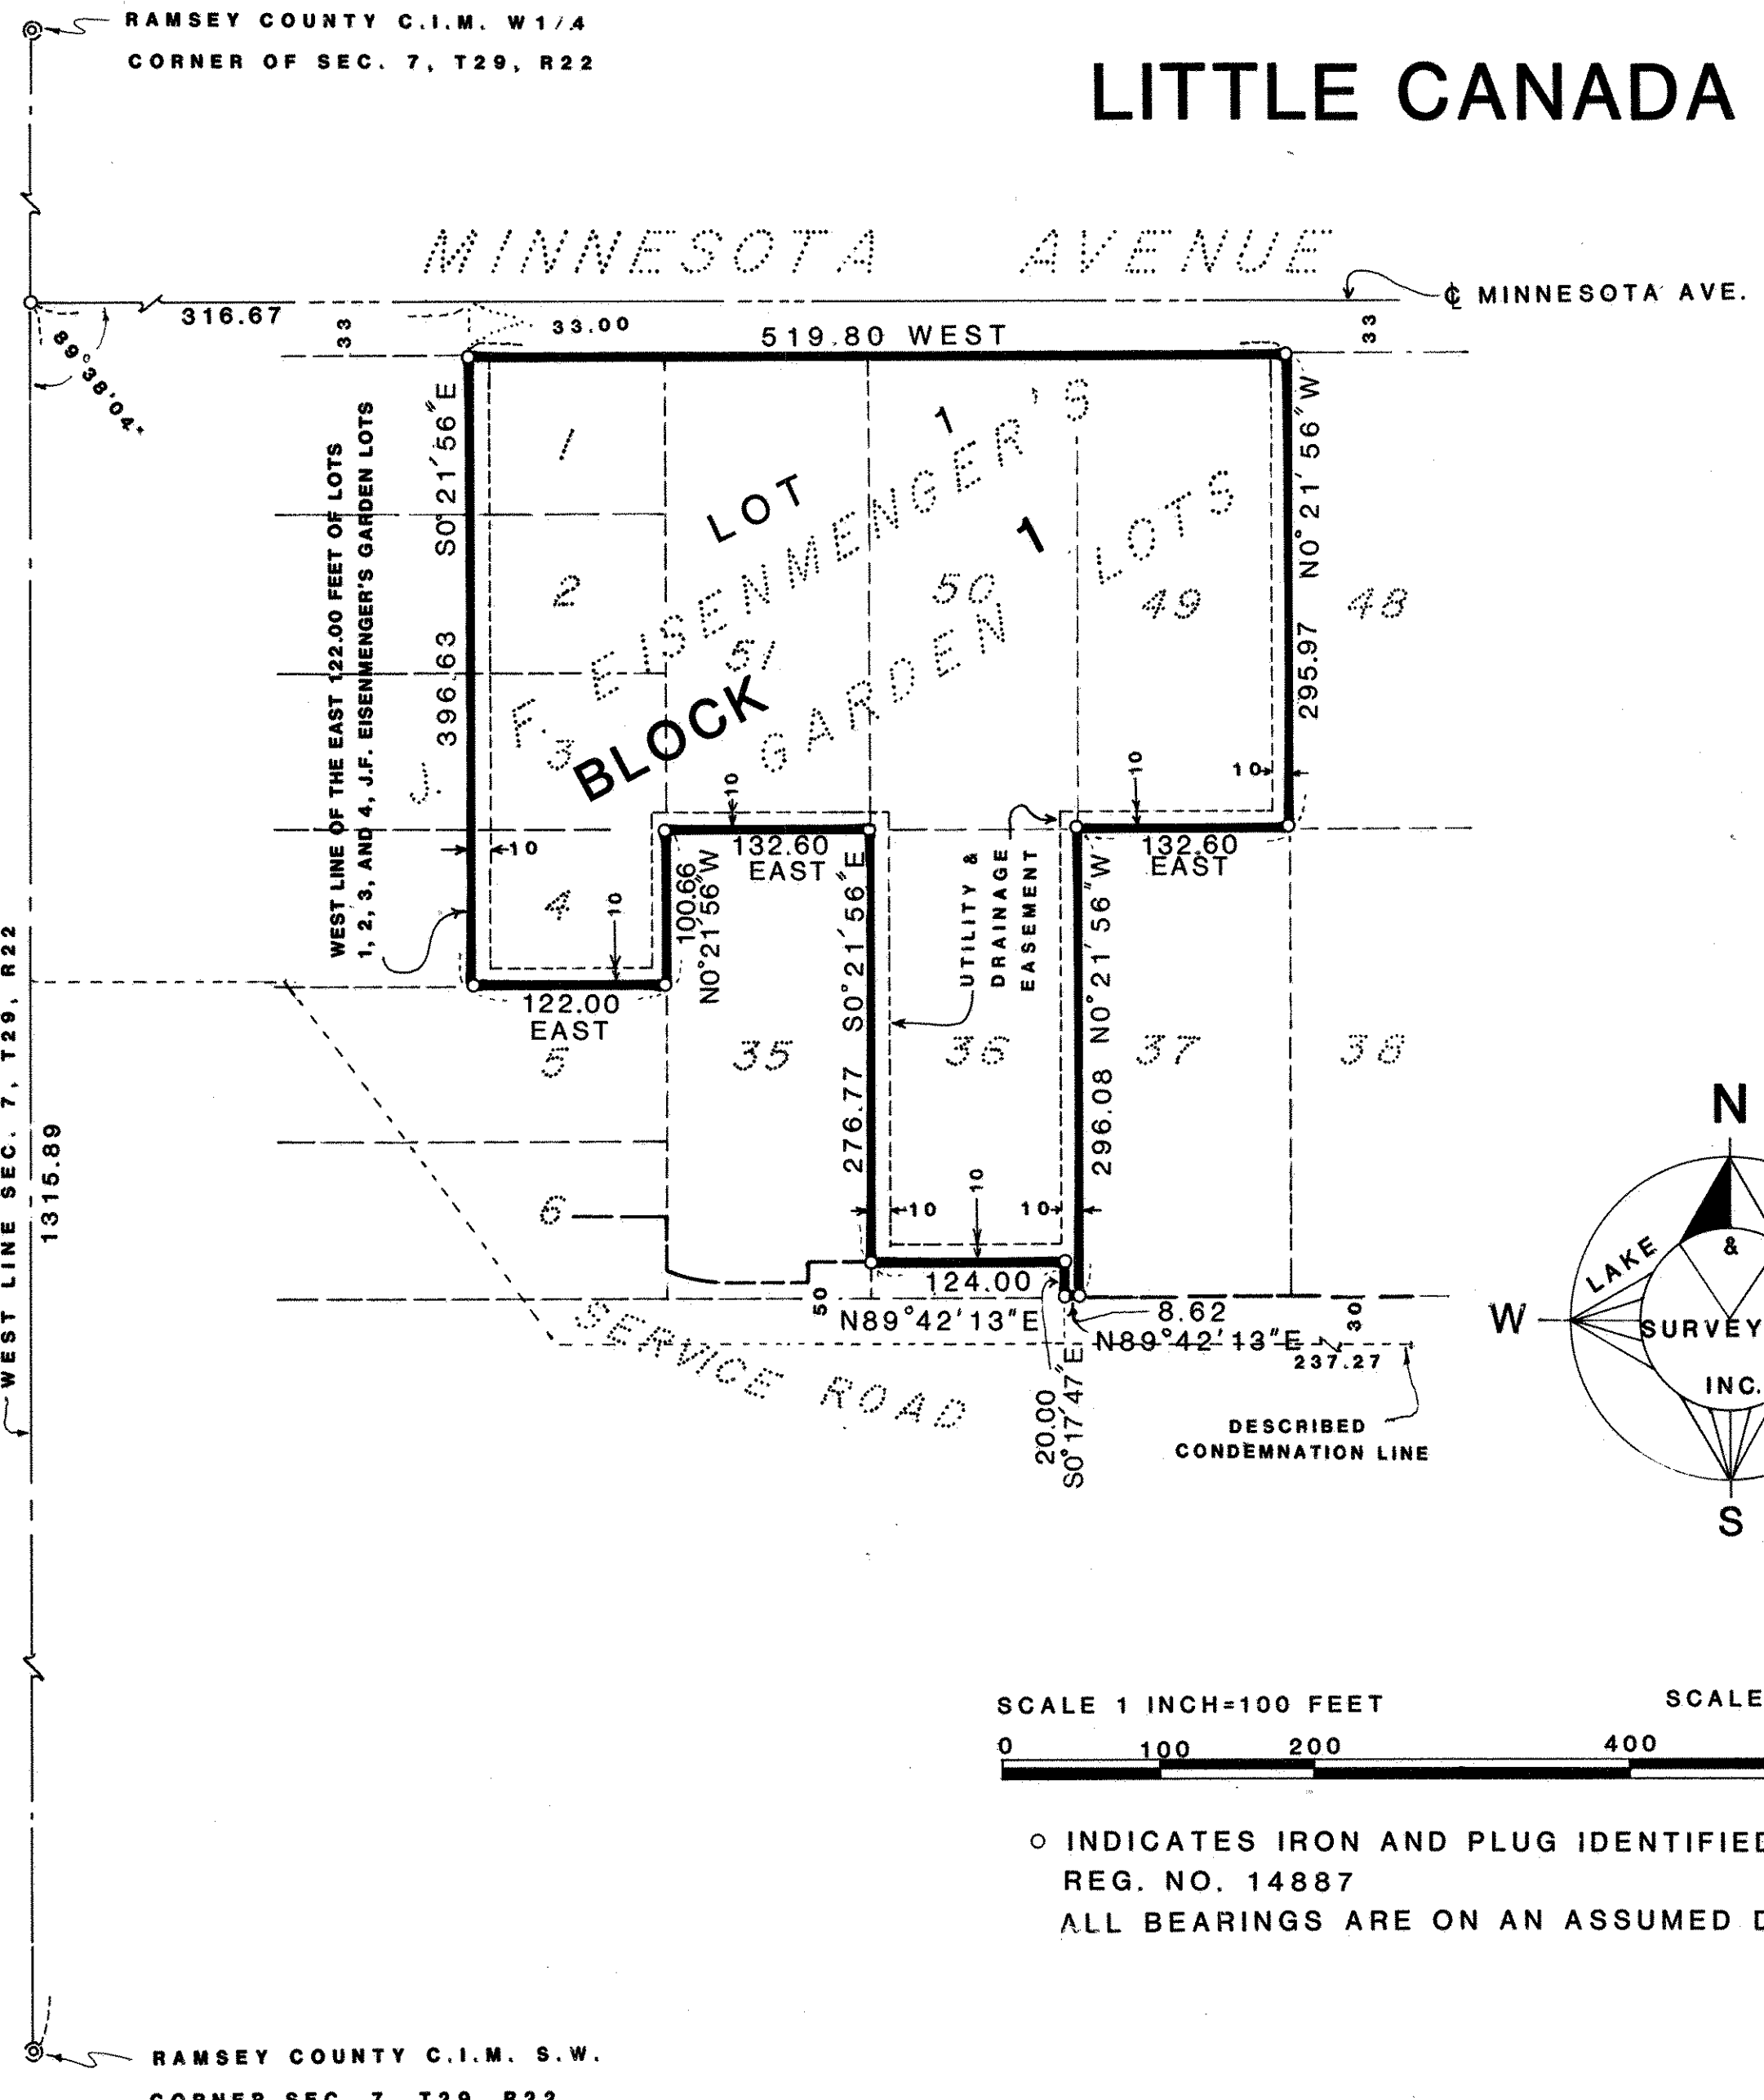 RAMSEY COUNTY C.I.M. W1/4
CORNER OF SEC. 7, T29, R22
LITTLE CANADA
MINNESOTA AVENUE
℄ MINNESOTA AVE.
316.67
33
33.00
519.80 WEST
33
89°38'04"
S0°21'56"E
396.63
WEST LINE OF THE EAST 122.00 FEET OF LOTS
1, 2, 3, AND 4, J.F. EISENMENGER'S GARDEN LOTS
N0°21'56"W
295.97
1
2
3
4
5
6
LOT 1
BLOCK 1
J. F. EISENMENGER'S
GARDEN LOTS
51
50
49
48
10
10
10
10
10
132.60
EAST
132.60
EAST
100.66
N0°21'56"W
122.00
EAST
276.77 S0°21'56"E
UTILITY &
DRAINAGE
EASEMENT
296.08 N0°21'56"W
35
36
37
38
10
10
10
124.00
N89°42'13"E
50
8.62
N89°42'13"E
30
237.27
20.00
S0°17'47"E
SERVICE ROAD
DESCRIBED
CONDEMNATION LINE
WEST LINE SEC. 7, T29, R22
1315.89
N
LAKE
&
W
SURVEY
INC.
S
SCALE 1 INCH=100 FEET
SCALE
0 100 200 400
INDICATES IRON AND PLUG IDENTIFIED
REG. NO. 14887
ALL BEARINGS ARE ON AN ASSUMED D
RAMSEY COUNTY C.I.M. S.W.
CORNER SEC. 7, T29, R22